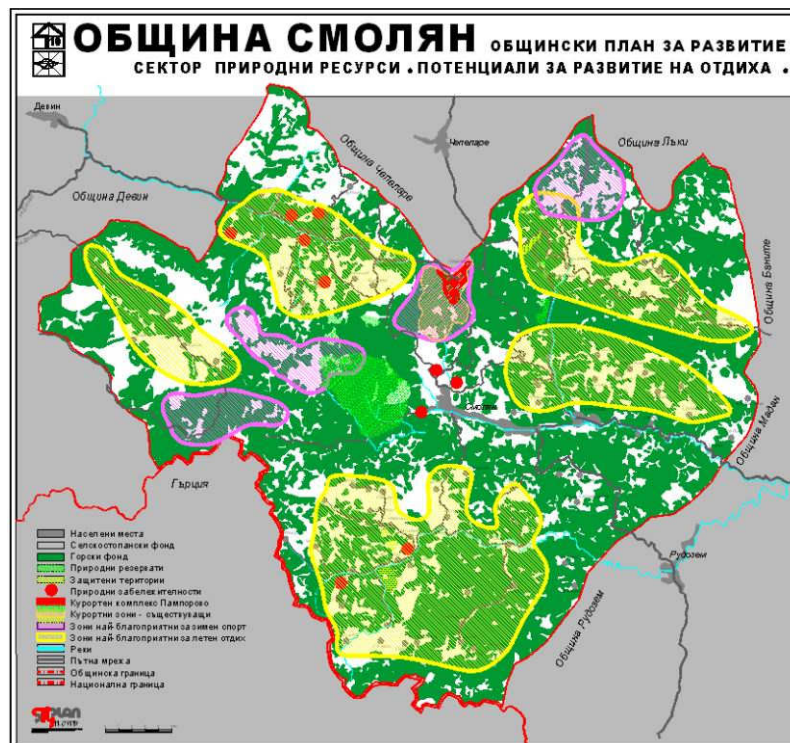 ОБЩИНА СМОЛЯН ОБЩИНСКИ ПЛАН ЗА РАЗВИТИЕ
СЕКТОР ПРИРОДНИ РЕСУРСИ . ПОТЕНЦИАЛИ ЗА РАЗВИТИЕ НА ОТДИХА .
Девин
Чепеларе
Община Лъки
Община Чепеларе
Община Девин
Община Баните
Смолян
Община Мадан
Гърция
Рудозем
Община Рудозем
Населени места
Селскостопански фонд
Горски фонд
Природни резервати
Защитени територии
Природни забележителности
Курортен комплекс Пампорово
Курортни зони - съществуващи
Зони най-благоприятни за зимен спорт
Зони най-благоприятни за летен отдих
Реки
Пътна мрежа
Общинска граница
Национална граница